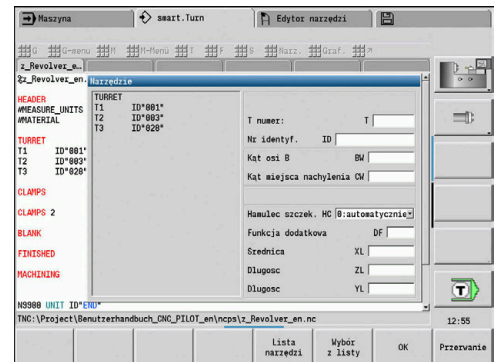 Maszyna
smart.Turn
Edytor narzędzi
G G-menu M M-Menü I T F S Narz. Graf.
z_Revolver_e…
z_Revolver_en.
Narzędzie
HEADER
#MEASURE_UNITS
#MATERIAL
TURRET
T1 ID"001"
T2 ID"003"
T3 ID"020"
CLAMPS
CLAMPS 2
BLANK
FINISHED
MACHINING
N9980 UNIT ID"END"
TURRET
T1 ID"001"
T2 ID"003"
T3 ID"020"
T numer: T
Nr identyf. ID
Kąt osi B BW
Kąt miejsca nachylenia CW
Hamulec szczek. HC 0:automatycznie
Funkcja dodatkowa DF
Srednica XL
Dlugosc ZL
Dlugosc YL
TNC:\Project\Benutzerhandbuch_CNC_PILOT_en\ncps\z_Revolver_en.nc
T
12:55
Lista narzędzi
Wybór z listy
OK
Przerwanie